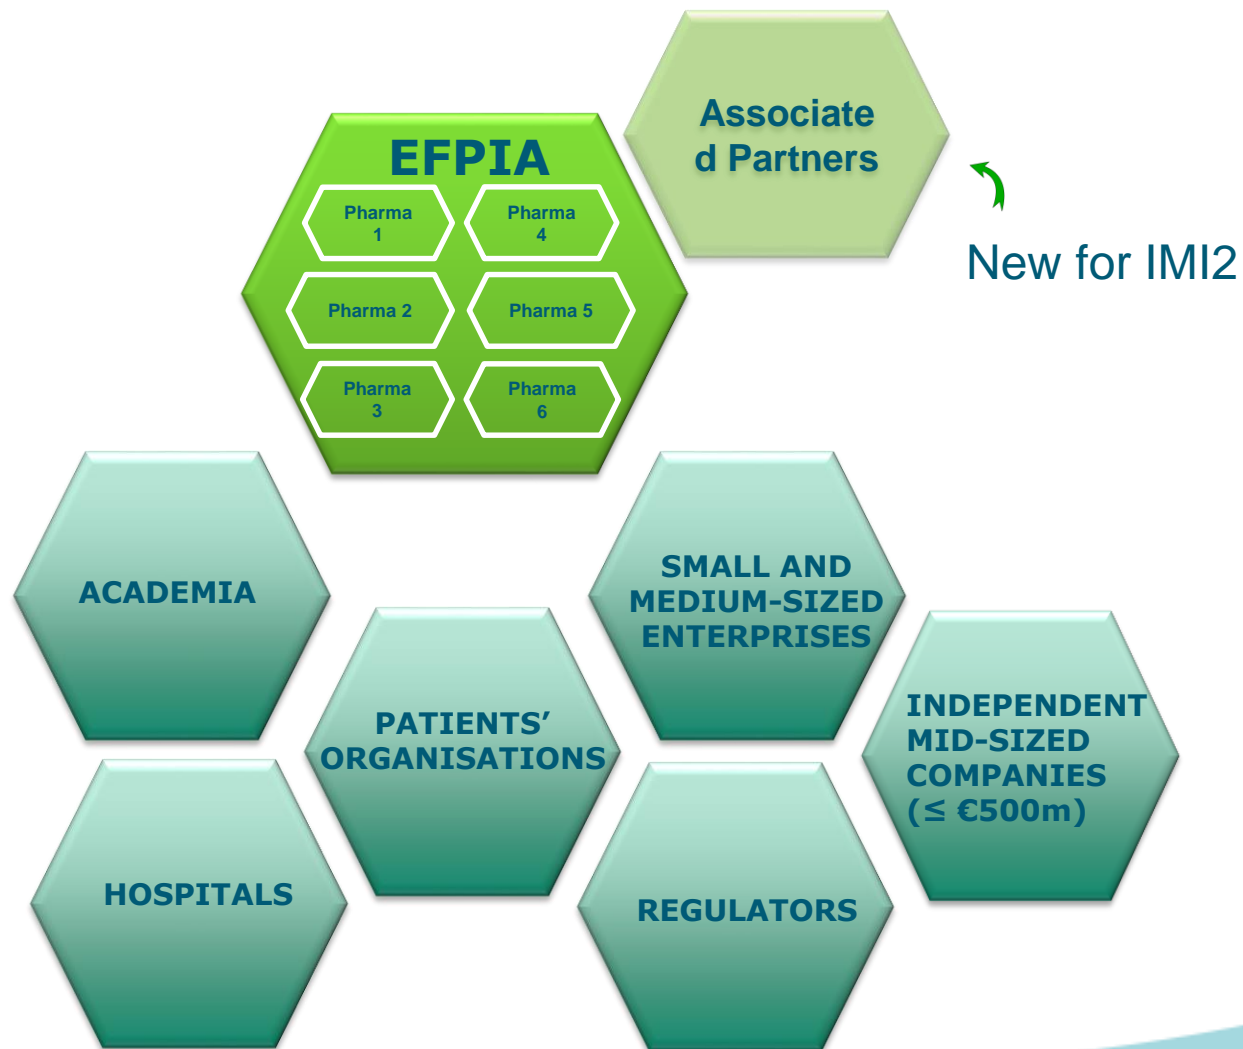 Associate
d Partners
EFPIA
Pharma
1
Pharma
4
New for IMI2
Pharma 2
Pharma 5
Pharma
3
Pharma
6
ACADEMIA
SMALL AND
MEDIUM-SIZED
ENTERPRISES
PATIENTS’
ORGANISATIONS
INDEPENDENT
MID-SIZED
COMPANIES
(≤ €500m)
HOSPITALS
REGULATORS